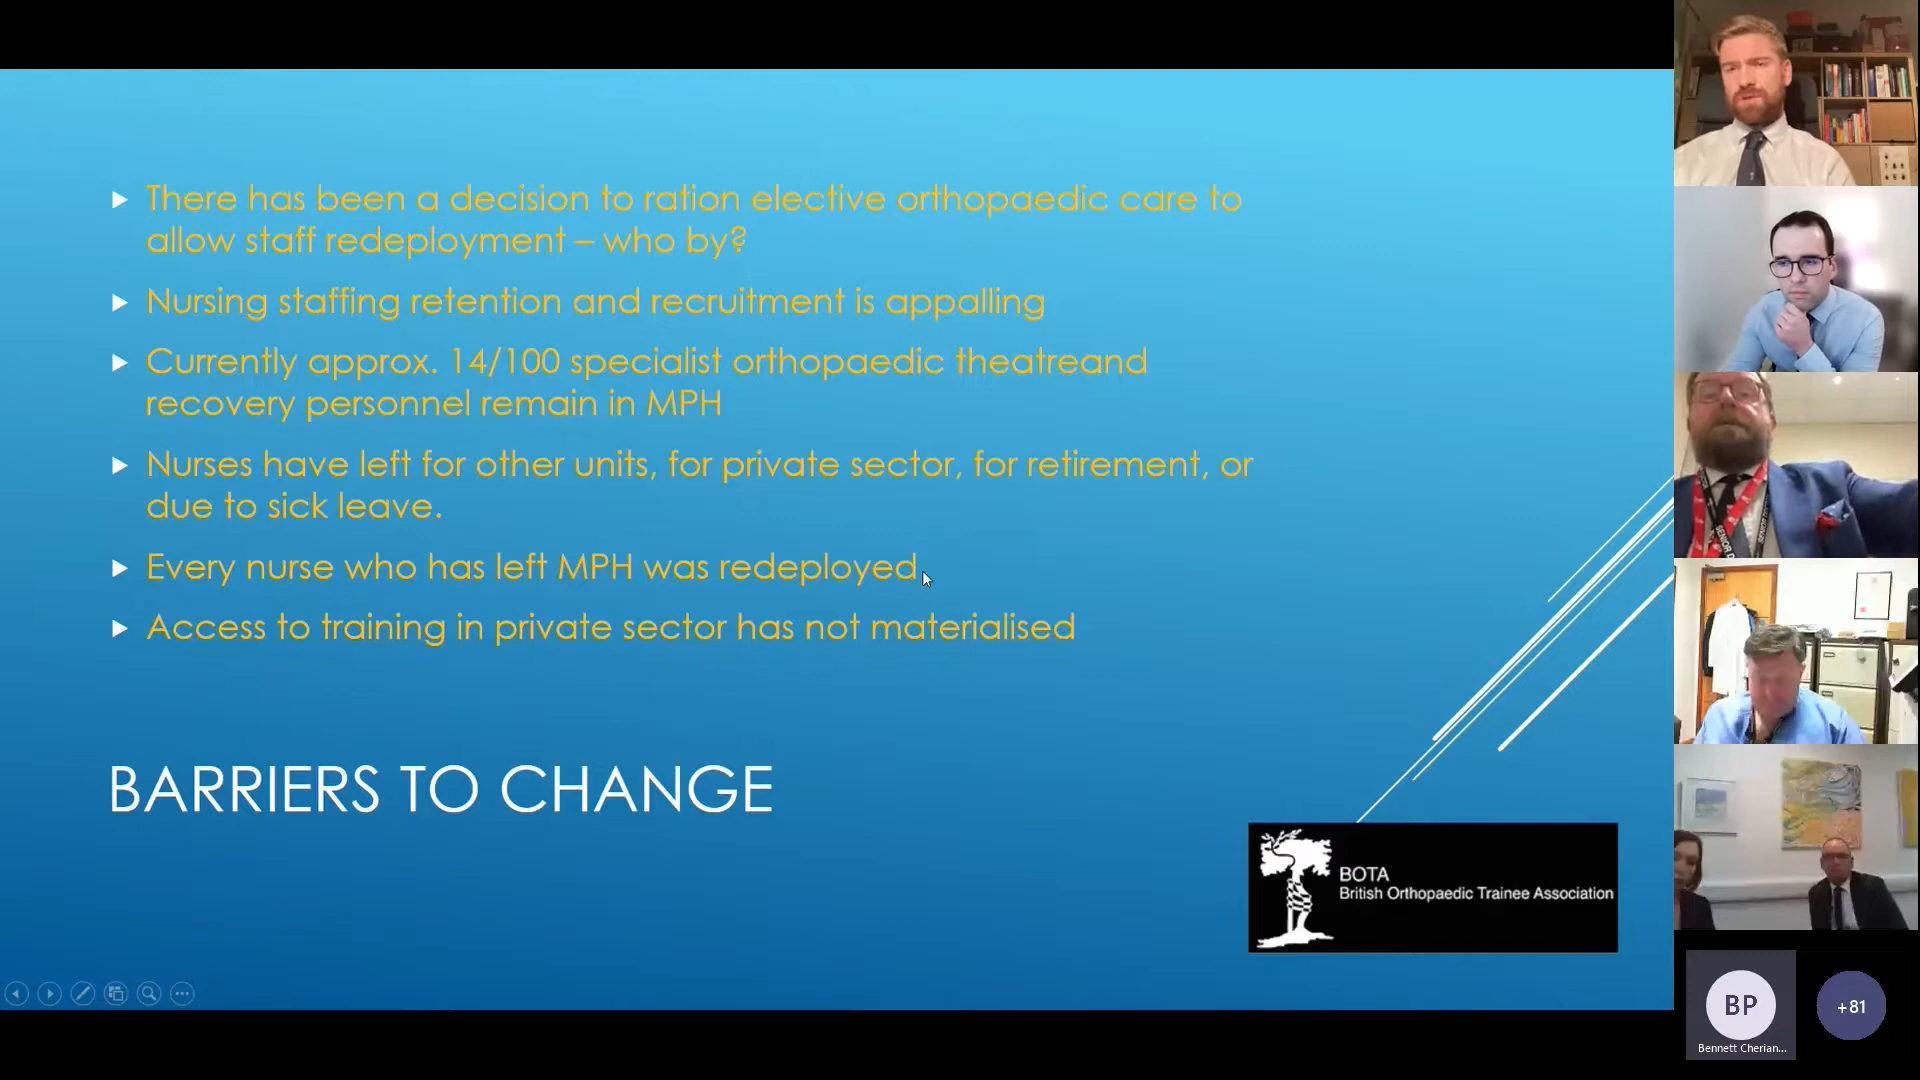 There has been a decision to ration elective orthopaedic care to
allow staff redeployment – who by?
Nursing staffing retention and recruitment is appalling
Currently approx. 14/100 specialist orthopaedic theatreand
recovery personnel remain in MPH
Nurses have left for other units, for private sector, for retirement, or
due to sick leave.
Every nurse who has left MPH was redeployed
Access to training in private sector has not materialised
BARRIERS TO CHANGE
BOTA
British Orthopaedic Trainee Association
SENIOR D
BP
Bennett Cherian...
+81